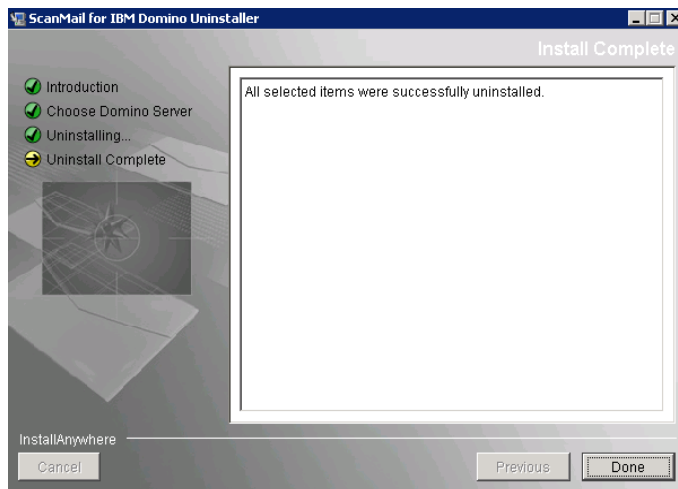 ScanMail for IBM Domino Uninstaller
Install Complete
Introduction
Choose Domino Server
Uninstalling...
Uninstall Complete
All selected items were successfully uninstalled.
InstallAnywhere
Cancel
Previous
Done